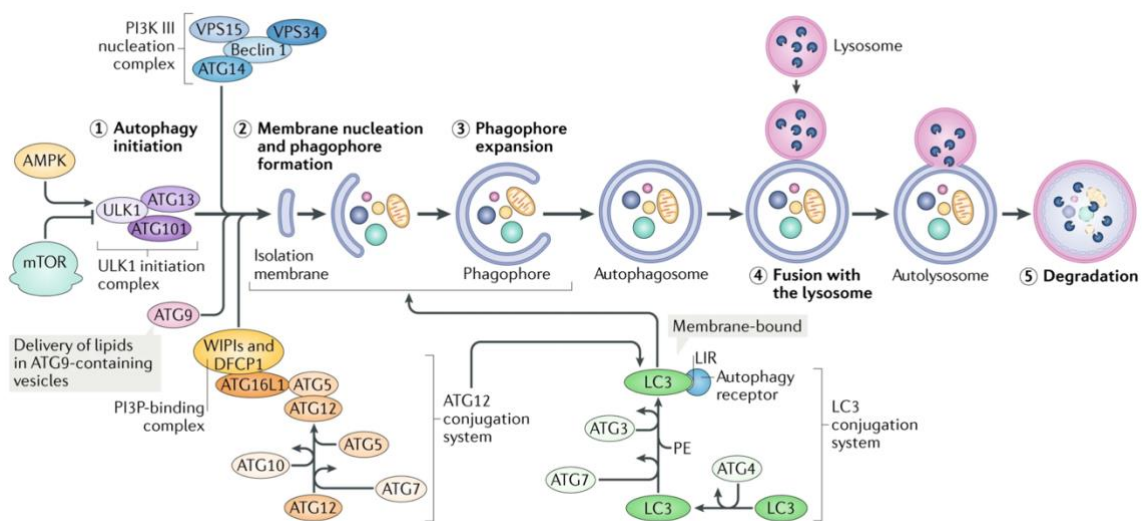 PI3K III
nucleation
complex
VPS15
VPS34
Beclin 1
ATG14
Lysosome
1 Autophagy
initiation
2 Membrane nucleation
and phagophore
formation
3 Phagophore
expansion
AMPK
ULK1
ATG13
ATG101
mTOR
ULK1 initiation
complex
Isolation
membrane
Phagophore
Autophagosome
4 Fusion with
the lysosome
Autolysosome
5 Degradation
ATG9
Delivery of lipids
in ATG9-containing
vesicles
WIPIs and
DFCP1
ATG16L1
ATG5
ATG12
PI3P-binding
complex
ATG5
ATG10
ATG7
ATG12
ATG12
conjugation
system
Membrane-bound
LIR
LC3
Autophagy
receptor
ATG3
PE
ATG7
ATG4
LC3
LC3
LC3
conjugation
system